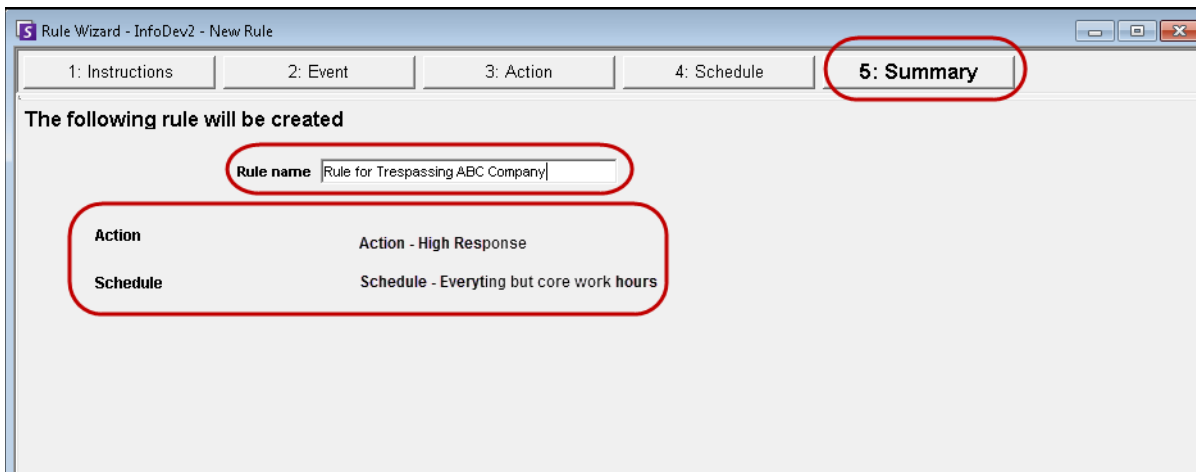 Rule Wizard - InfoDev2 - New Rule
1: Instructions 2: Event 3: Action 4: Schedule 5: Summary
The following rule will be created
Rule name Rule for Trespassing ABC Company
Action Action - High Response
Schedule Schedule - Everyting but core work hours